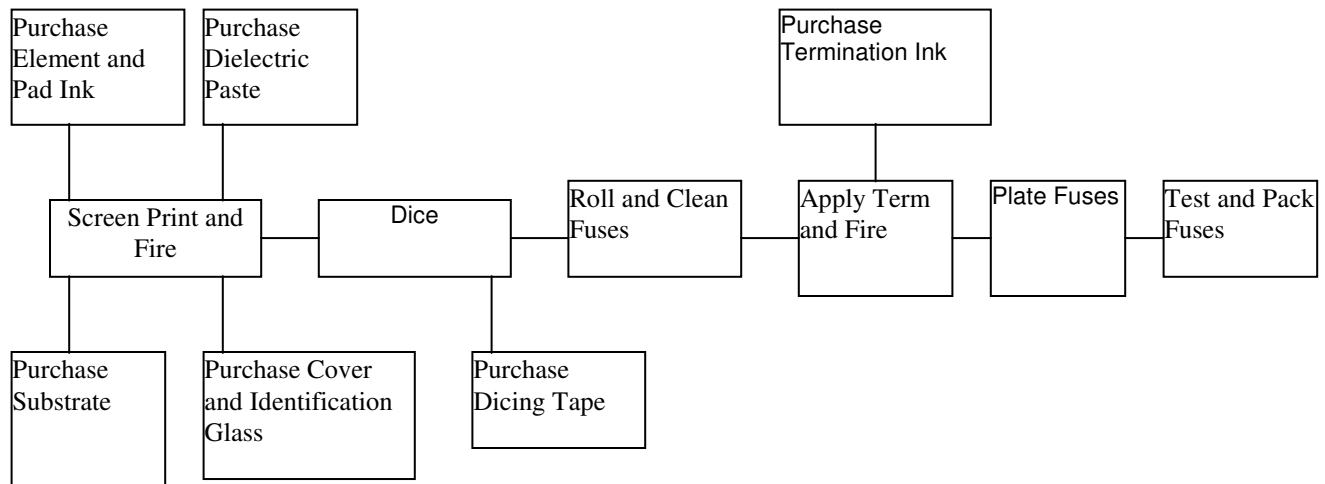 Purchase
Element and
Pad Ink
Purchase
Dielectric
Paste
Purchase
Termination Ink
Screen Print and
Fire
Dice
Roll and Clean
Fuses
Apply Term
and Fire
Plate Fuses
Test and Pack
Fuses
Purchase
Substrate
Purchase Cover
and Identification
Glass
Purchase
Dicing Tape